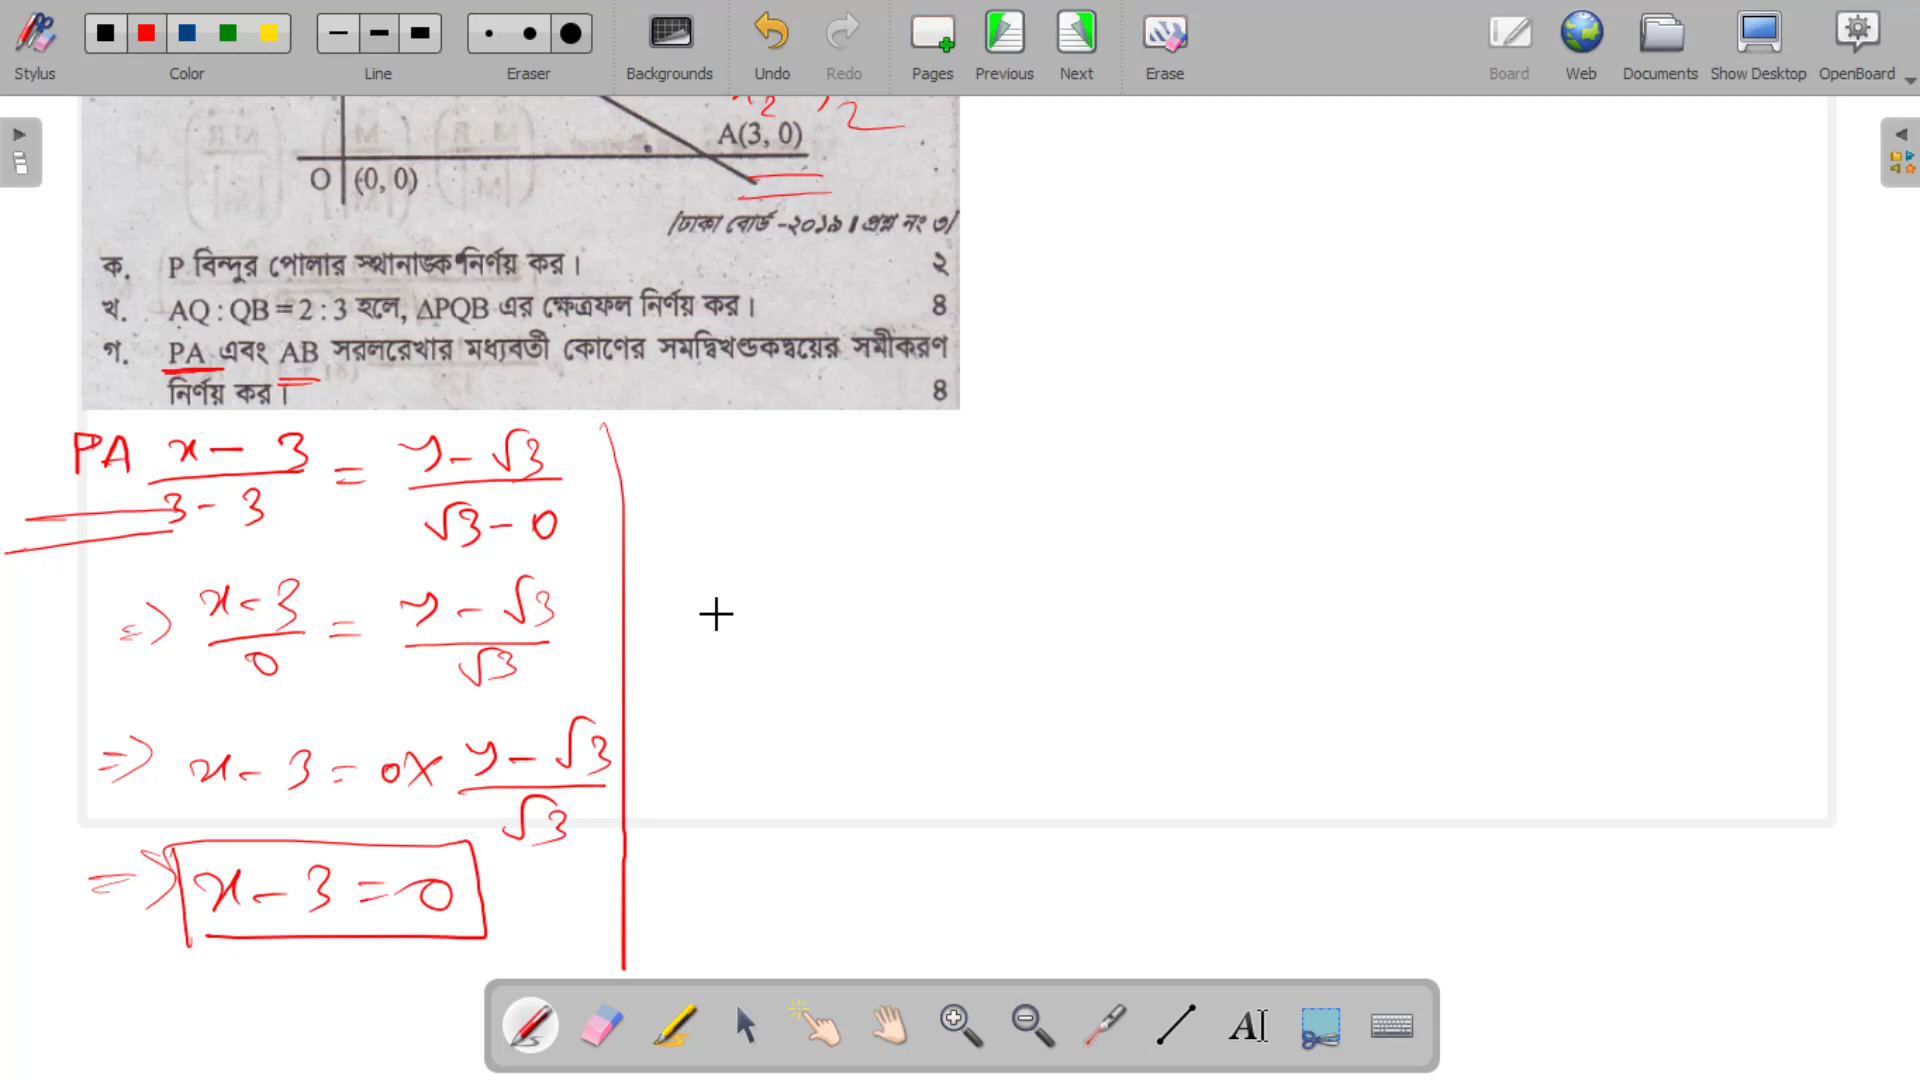 Stylus Color Line Eraser Backgrounds Undo Redo Pages Previous Next Erase Board Web Documents Show Desktop OpenBoard
A(3, 0)
O (0, 0)
[ঢাকা বোর্ড -২০১৯ ৷ প্রশ্ন নং ৩]
ক. P বিন্দুর পোলার স্থানাঙ্ক নির্ণয় কর। ২
খ. AQ : QB = 2 : 3 হলে, ΔPQB এর ক্ষেত্রফল নির্ণয় কর। 8
গ. PA এবং AB সরলরেখার মধ্যবর্তী কোণের সমদ্বিখণ্ডকদ্বয়ের সমীকরণ
নির্ণয় কর। 8
PA (x - 3)/(3 - 3) = (y - √3)/(√3 - 0)
=> (x - 3)/0 = (y - √3)/√3
=> x - 3 = 0 × (y - √3)/√3
=> x - 3 = 0